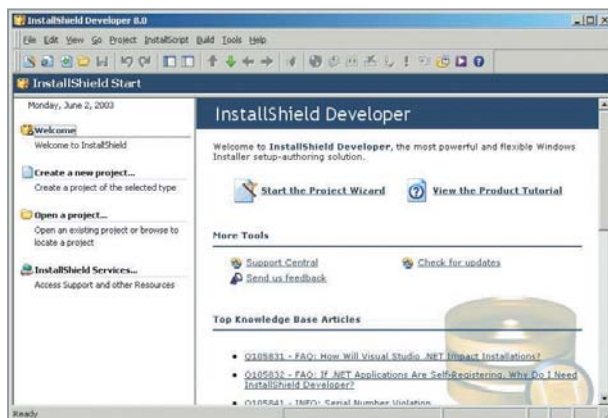 InstallShield Developer 8.0
File Edit View Go Project InstallScript Build Tools Help
InstallShield Start
Monday, June 2, 2003
Welcome
Welcome to InstallShield
Create a new project...
Create a project of the selected type
Open a project...
Open an existing project or browse to
locate a project
InstallShield Services...
Access Support and other Resources
InstallShield Developer
Welcome to InstallShield Developer, the most powerful and flexible Windows
Installer setup-authoring solution.
Start the Project Wizard
View the Product Tutorial
More Tools
Support Central
Check for updates
Send us feedback
Top Knowledge Base Articles
Q105831 - FAQ: How Will Visual Studio .NET Impact Installations?
Q105832 - FAQ: If .NET Applications Are Self-Registering, Why Do I Need
InstallShield Developer?
Q105841 - INFO: Serial Number Violation
Ready